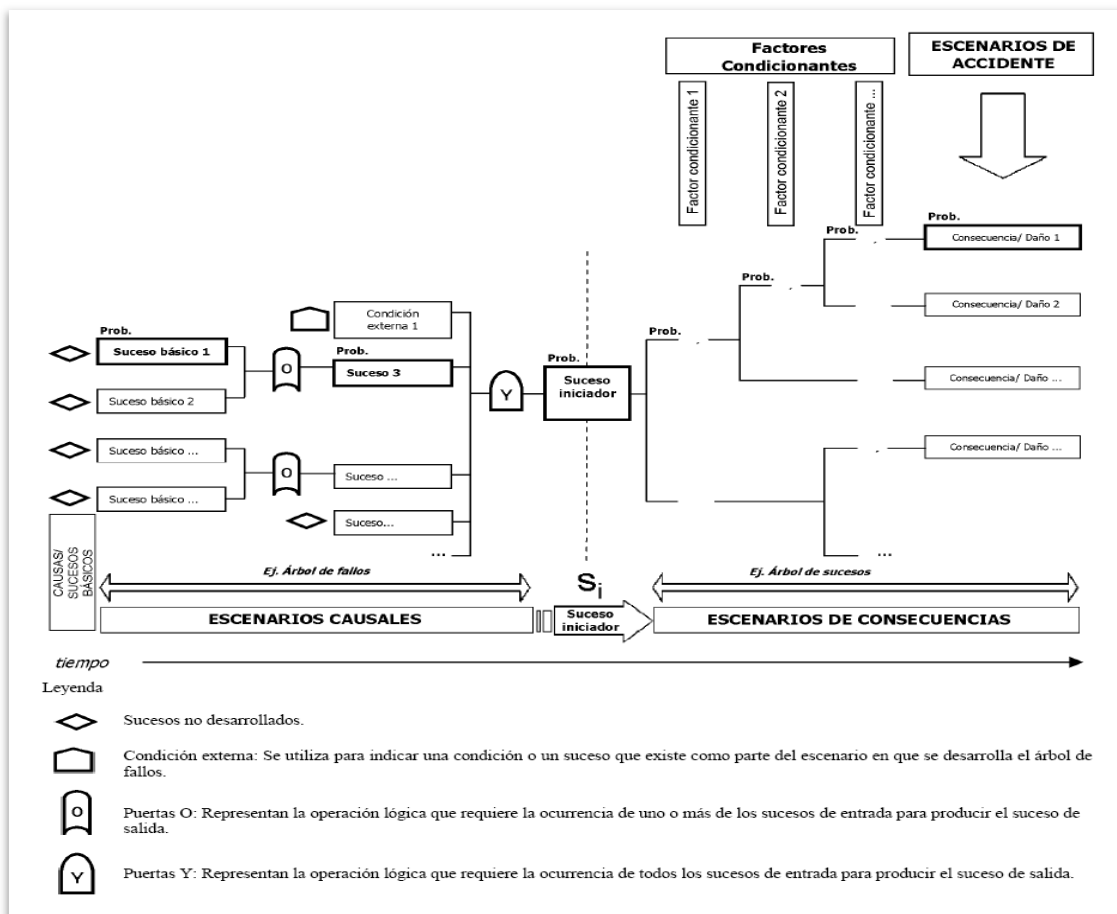 Factores
Condicionantes
ESCENARIOS DE
ACCIDENTE
Factor condicionante 1
Factor condicionante 2
Factor condicionante ...
Prob.
Consecuencia/ Daño 1
Prob.
Prob.
Consecuencia/ Daño 2
Prob.
Consecuencia/ Daño ...
Consecuencia/ Daño ...
...
Condición
externa 1
Prob.
Suceso básico 1
O
Prob.
Suceso 3
Suceso básico 2
Y
Prob.
Suceso
iniciador
Suceso básico ...
O
Suceso ...
Suceso básico ...
Suceso...
...
CAUSAS/
SUCESOS
BÁSICOS
Ej. Árbol de fallos
Si
Ej. Árbol de sucesos
ESCENARIOS CAUSALES
Suceso
iniciador
ESCENARIOS DE CONSECUENCIAS
tiempo
Leyenda
Sucesos no desarrollados.
Condición externa: Se utiliza para indicar una condición o un suceso que existe como parte del escenario en que se desarrolla el árbol de
fallos.
O
Puertas O: Representan la operación lógica que requiere la ocurrencia de uno o más de los sucesos de entrada para producir el suceso de
salida.
Y
Puertas Y: Representan la operación lógica que requiere la ocurrencia de todos los sucesos de entrada para producir el suceso de salida.